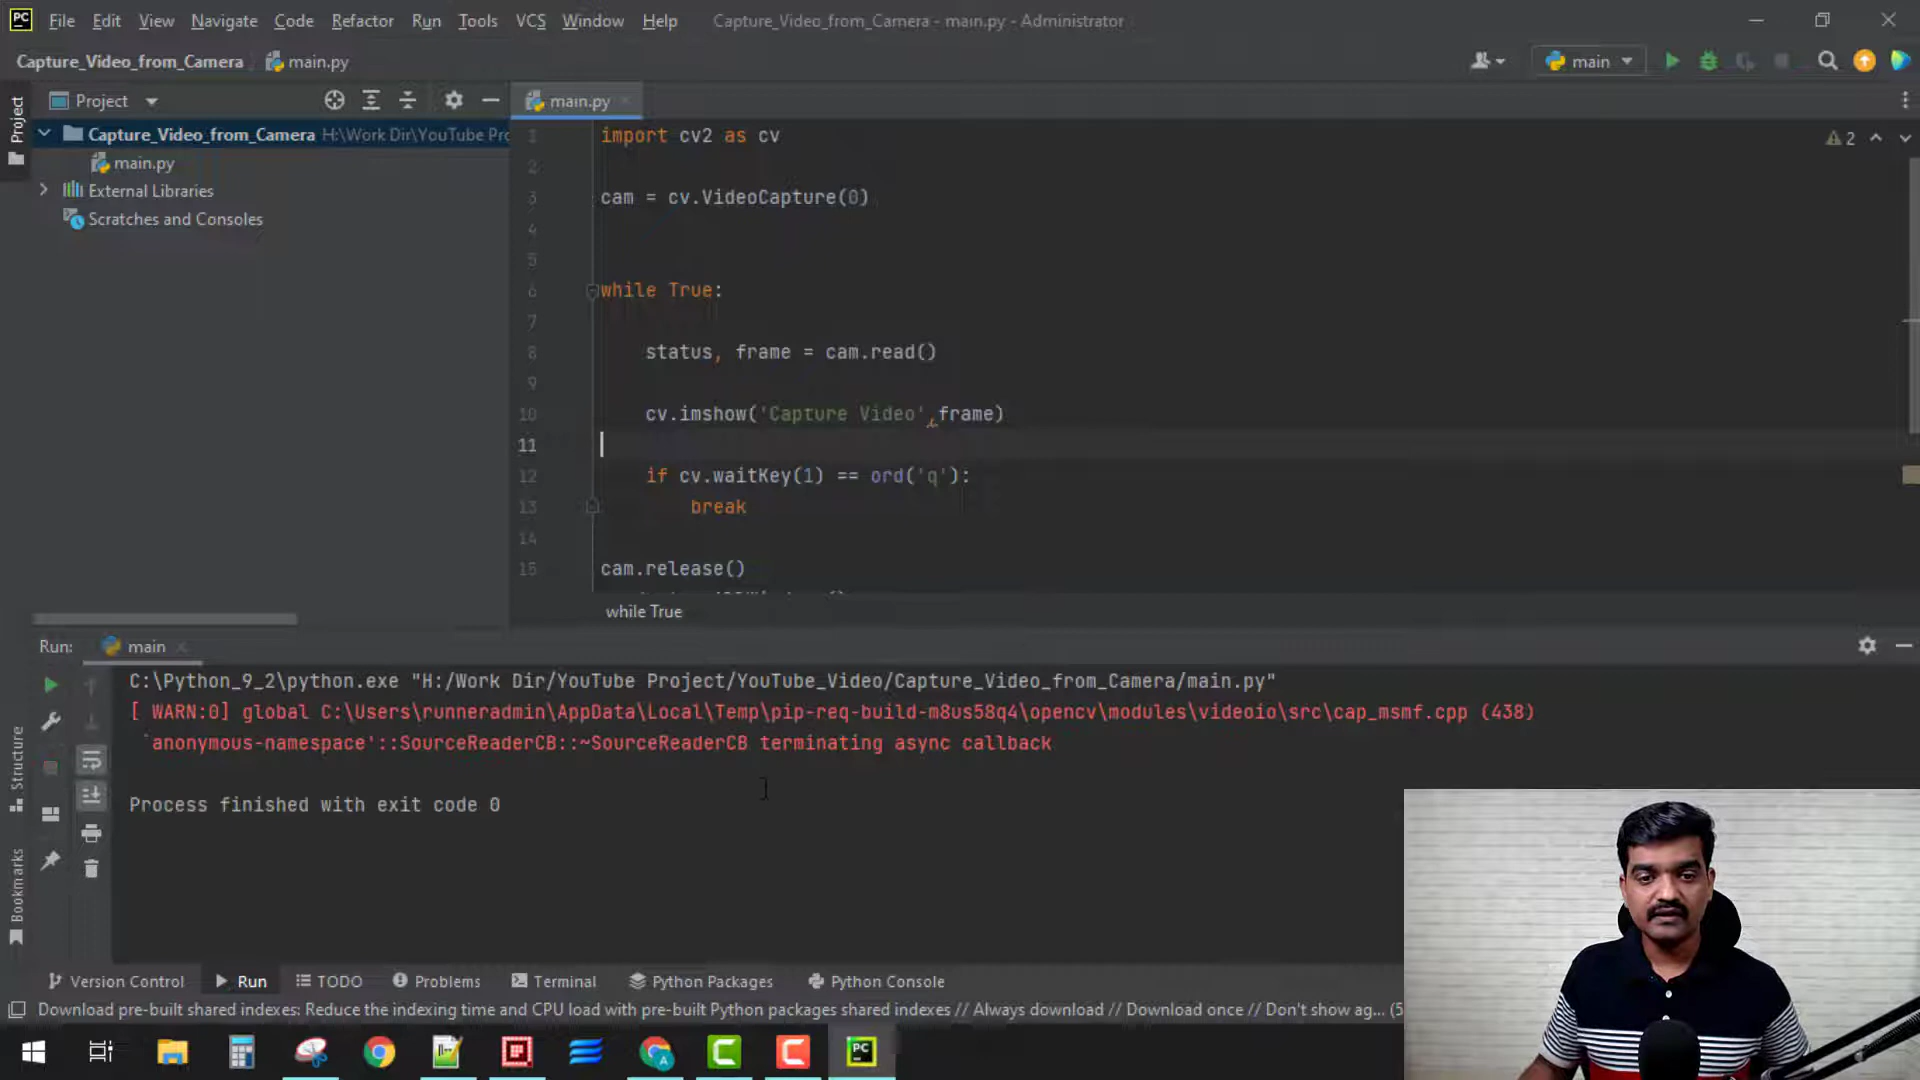 PC File Edit View Navigate Code Refactor Run Tools VCS Window Help Capture_Video_from_Camera - main.py - Administrator
Capture_Video_from_Camera main.py main
Project Project main.py
Capture_Video_from_Camera H:\Work Dir\YouTube Pro
main.py
External Libraries
Scratches and Consoles
1 import cv2 as cv 2
2
3 cam = cv.VideoCapture(0)
4
5
6 while True:
7
8 status, frame = cam.read()
9
10 cv.imshow('Capture Video',frame)
11
12 if cv.waitKey(1) == ord('q'):
13 break
14
15 cam.release()
while True
Run: main
C:\Python_9_2\python.exe "H:/Work Dir/YouTube Project/YouTube_Video/Capture_Video_from_Camera/main.py"
[ WARN:0] global C:\Users\runneradmin\AppData\Local\Temp\pip-req-build-m8us58q4\opencv\modules\videoio\src\cap_msmf.cpp (438)
`anonymous-namespace'::SourceReaderCB::~SourceReaderCB terminating async callback
Process finished with exit code 0
Structure
Bookmarks
Version Control Run TODO Problems Terminal Python Packages Python Console
Download pre-built shared indexes: Reduce the indexing time and CPU load with pre-built Python packages shared indexes // Always download // Download once // Don't show ag... (5
A C C PC